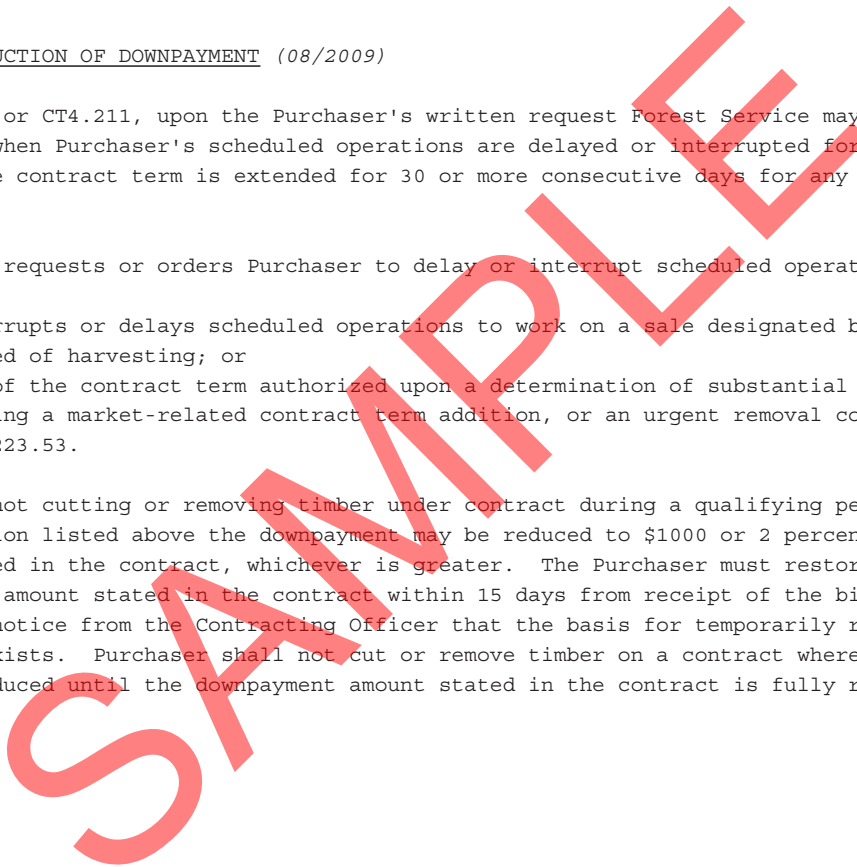 UCTION OF DOWNPAYMENT (08/2009)
or CT4.211, upon the Purchaser's written request Forest Service may
when Purchaser's scheduled operations are delayed or interrupted for
e contract term is extended for 30 or more consecutive days for any
requests or orders Purchaser to delay or interrupt scheduled operat
rrupts or delays scheduled operations to work on a sale designated b
ed of harvesting; or
of the contract term authorized upon a determination of substantial
ing a market-related contract term addition, or an urgent removal co
223.53.
not cutting or removing timber under contract during a qualifying pe
ion listed above the downpayment may be reduced to $1000 or 2 percen
ed in the contract, whichever is greater. The Purchaser must restor
amount stated in the contract within 15 days from receipt of the bi
notice from the Contracting Officer that the basis for temporarily r
xists. Purchaser shall not cut or remove timber on a contract where
duced until the downpayment amount stated in the contract is fully r
SAMPLE